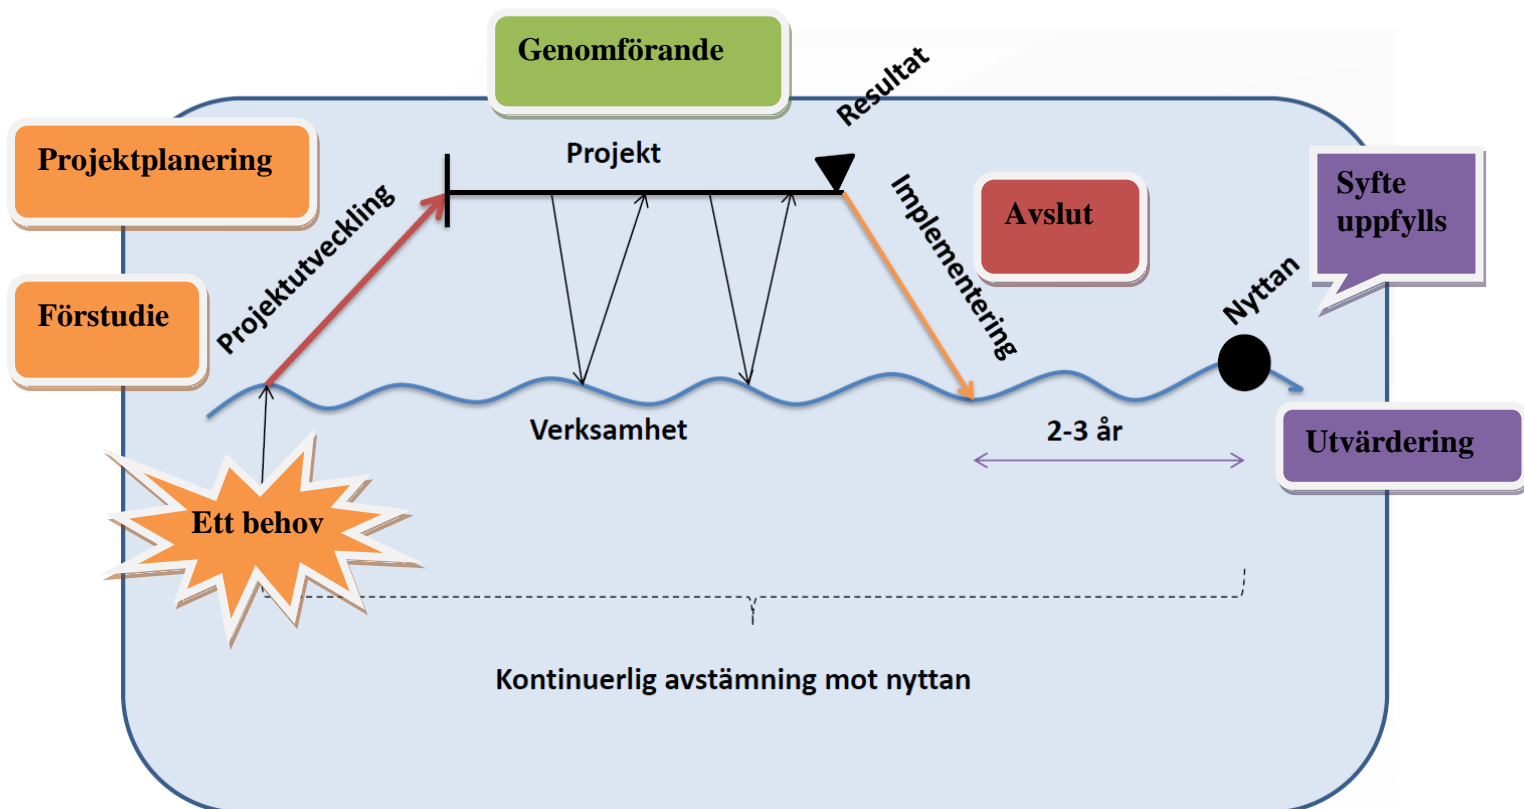 Genomförande
Resultat
Projektplanering
Projekt
Syfte
uppfylls
Projektutveckling
Implementering
Avslut
Förstudie
Nyttan
Verksamhet
2-3 år
Utvärdering
Ett behov
Kontinuerlig avstämning mot nyttan